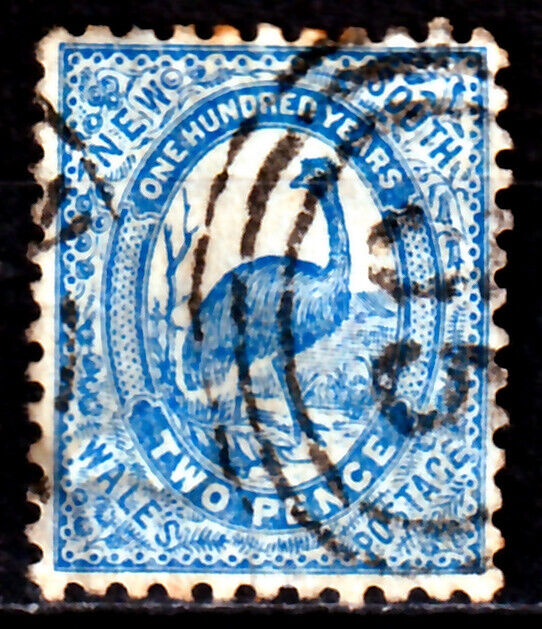 NEW SOUTH
ONE HUNDRED YEARS
TWO PENCE
WALES POSTAGE